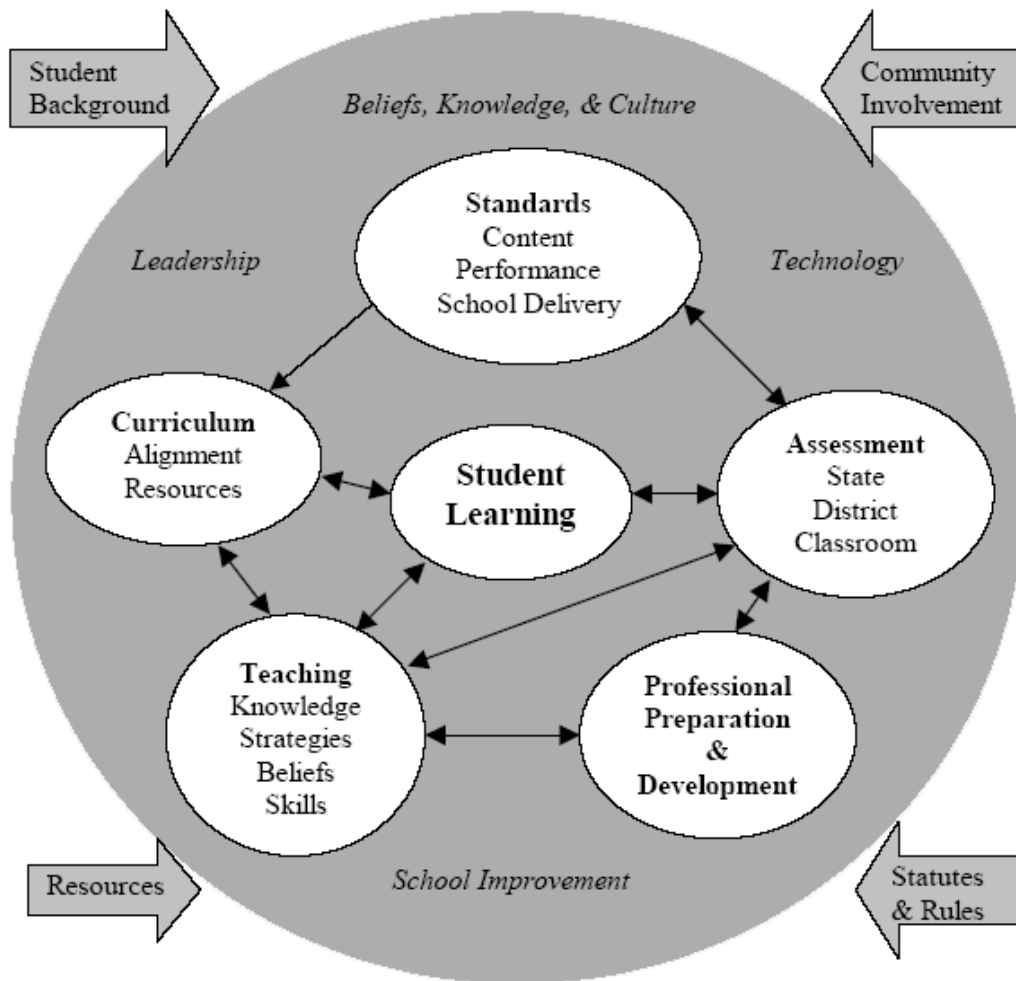 Student
Background
Community
Involvement
Beliefs, Knowledge, & Culture
Standards
Content
Performance
School Delivery
Leadership
Technology
Curriculum
Alignment
Resources
Student
Learning
Assessment
State
District
Classroom
Teaching
Knowledge
Strategies
Beliefs
Skills
Professional
Preparation
&
Development
Resources
School Improvement
Statutes
& Rules